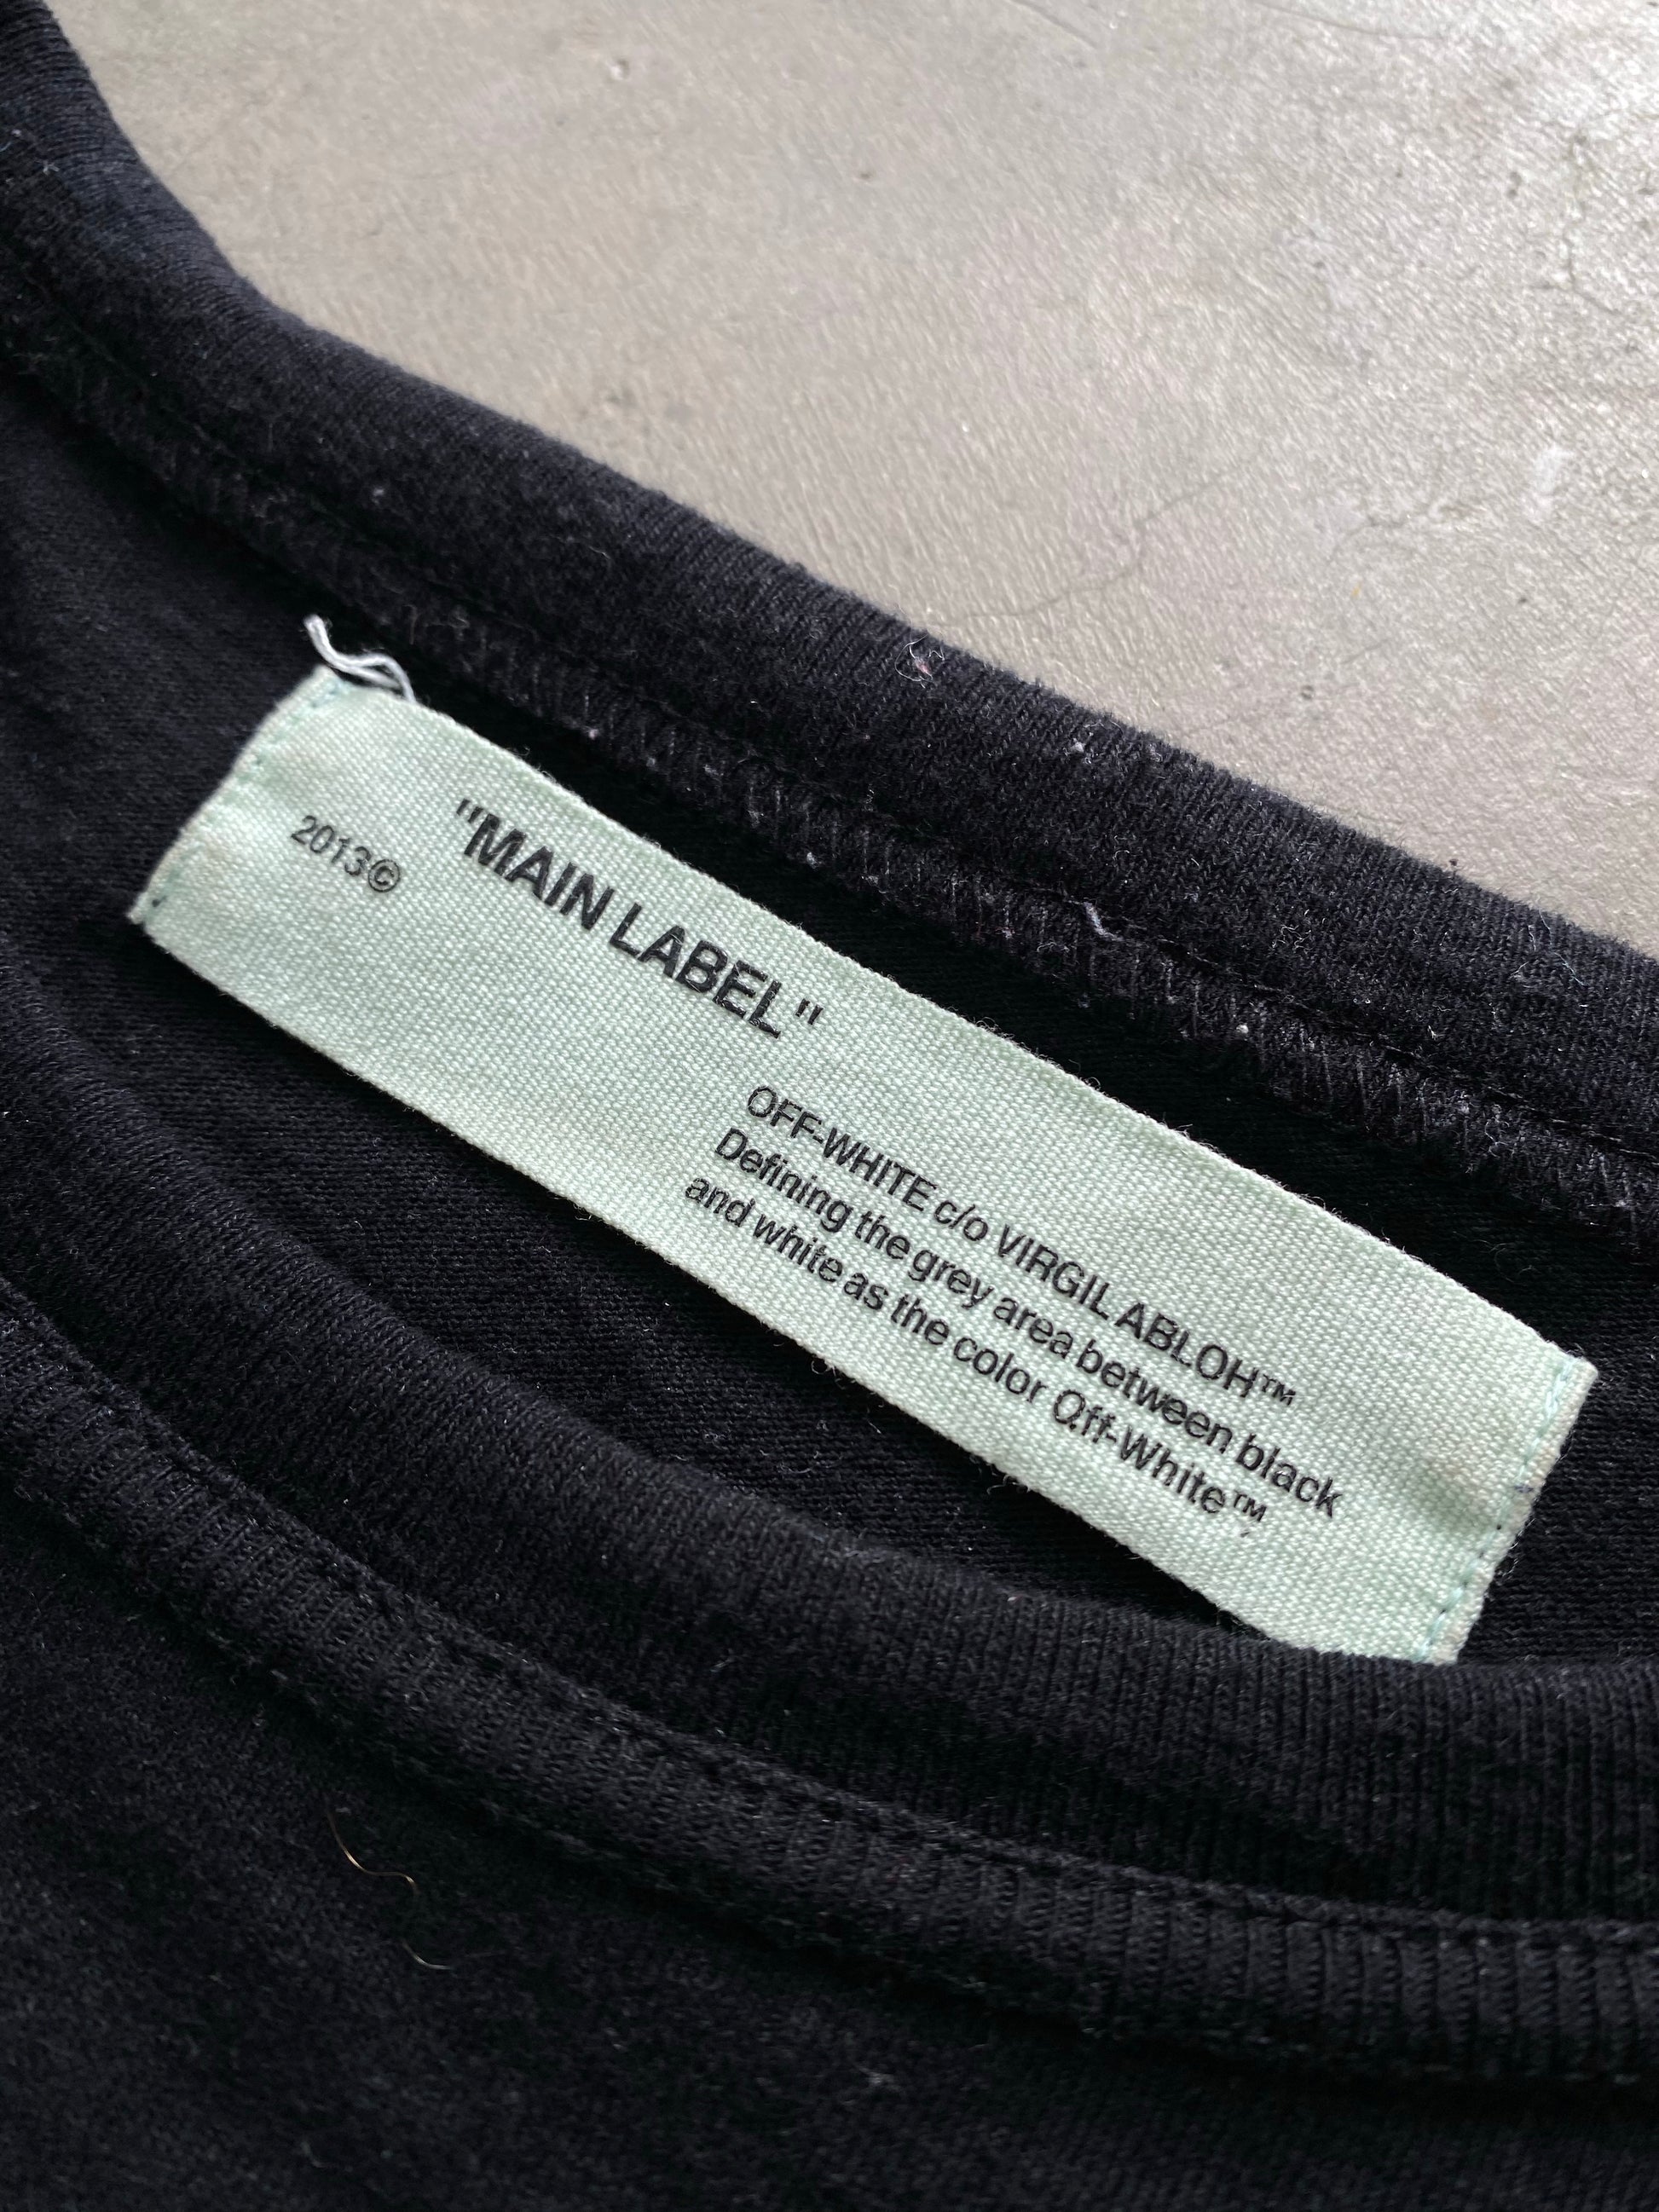 "MAIN LABEL"
2013©
OFF-WHITE c/o VIRGIL ABLOH™
Defining the grey area between black
and white as the color Off-White™